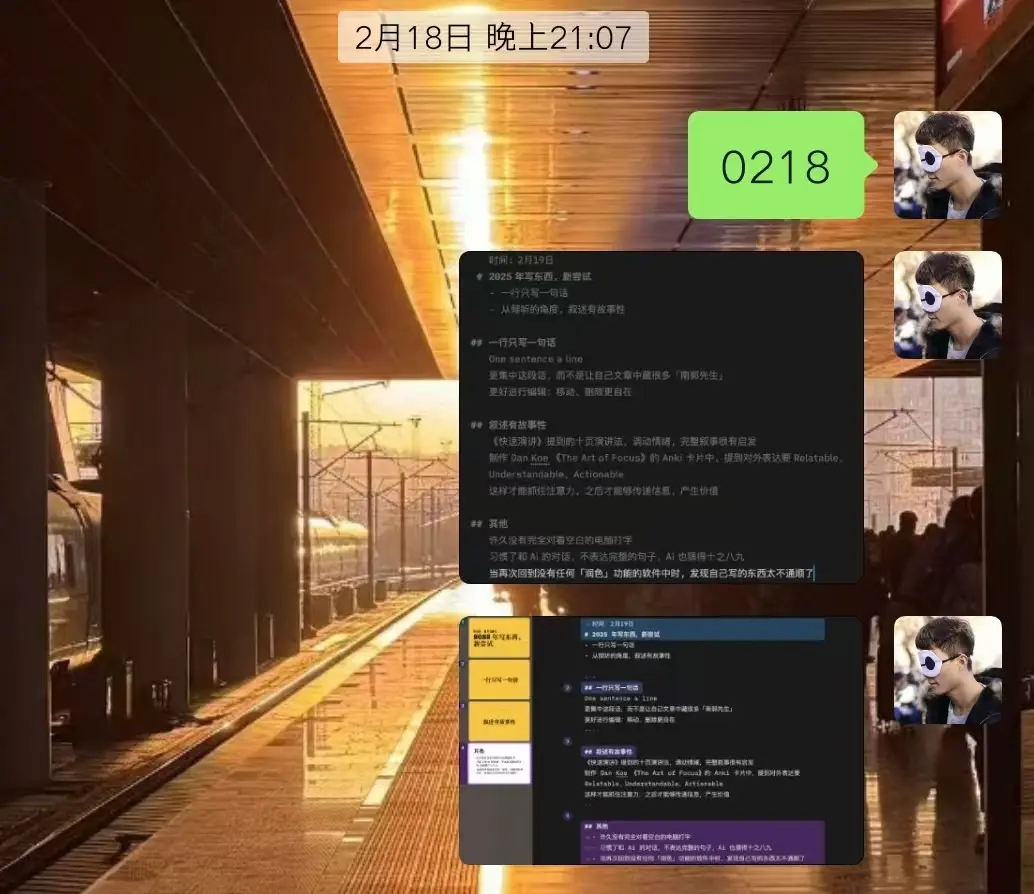 2月18日 晚上21:07
0218
时间：2月19日
# 2025 年写东西，新尝试
- 一行只写一句话
- 从倾听的角度，叙述有故事性
## 一行只写一句话
One sentence a line
更集中这段话，而不是让自己文章中藏很多「南郭先生」
更好进行编辑：移动、删除更自在
## 叙述有故事性
《快速演讲》提到的十页演讲法，调动情绪，完整叙事很有启发
制作 Dan Koe 《The Art of Focus》的 Anki 卡片中，提到对外表达要 Relatable、
Understandable、Actionable
这样才能抓住注意力，之后才能够传递信息，产生价值
## 其他
许久没有完全对着空白的电脑打字
习惯了和 Ai 的对话，不表达完整的句子，Ai 也猜得十之八九
当再次回到没有任何「润色」功能的软件中时，发现自己写的东西太不通顺了
1
2025 年写东西，
新尝试
2
一行只写一句话
3
叙述有故事性
4
其他
- 时间：2月19日
# 2025 年写东西，新尝试
- 一行只写一句话
- 从倾听的角度，叙述有故事性
---
2
## 一行只写一句话
One sentence a line
更集中这段话，而不是让自己文章中藏很多「南郭先生」
更好进行编辑：移动、删除更自在
----
3
## 叙述有故事性
《快速演讲》提到的十页演讲法，调动情绪，完整叙事很有启发
制作 Dan Koe 《The Art of Focus》的 Anki 卡片中，提到对外表达要
Relatable、Understandable、Actionable
这样才能抓住注意力，之后才能够传递信息，产生价值
4
## 其他
- 许久没有完全对着空白的电脑打字
- 习惯了和 Ai 的对话，不表达完整的句子，Ai 也猜得十之八九
- 当再次回到没有任何「润色」功能的软件中时，发现自己写的东西太不通顺了